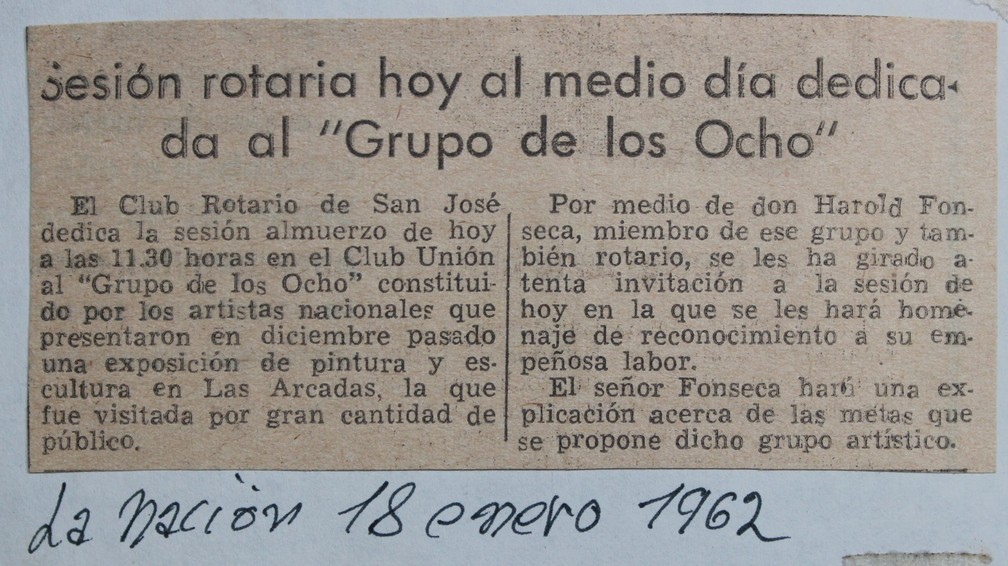 Sesión rotaria hoy al medio día dedica-
da al "Grupo de los Ocho"
El Club Rotario de San José
dedica la sesión almuerzo de hoy
a las 11.30 horas en el Club Unión
al "Grupo de los Ocho" constitui-
do por los artistas nacionales que
presentaron en diciembre pasado
una exposición de pintura y es-
cultura en Las Arcadas, la que
fue visitada por gran cantidad de
público.
Por medio de don Harold Fon-
seca, miembro de ese grupo y tam-
bién rotario, se les ha girado a-
tenta invitación a la sesión de
hoy en la que se les hará home-
naje de reconocimiento a su em-
peñosa labor.
El señor Fonseca hará una ex-
plicación acerca de las metas que
se propone dicho grupo artístico.
La Nación 18 enero 1962